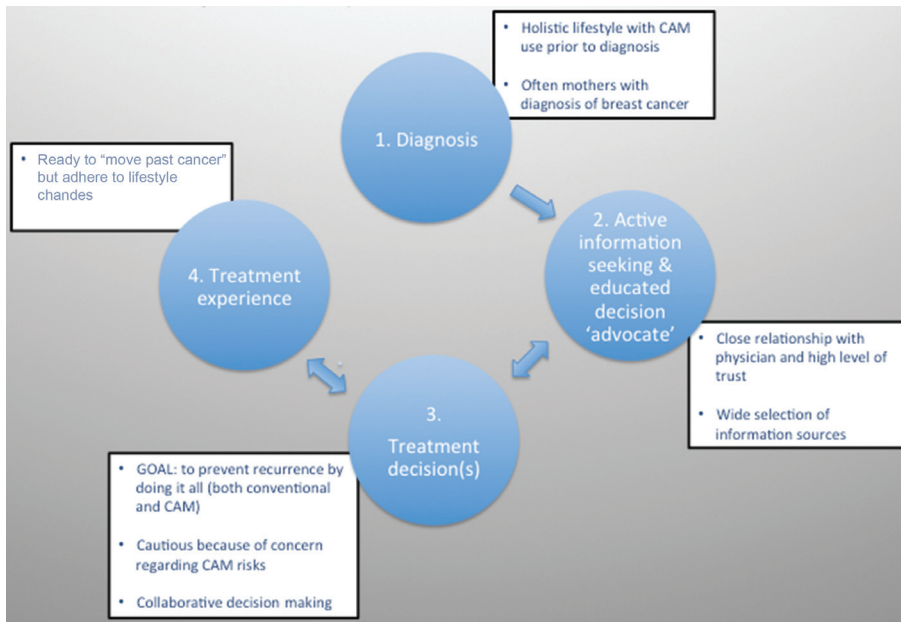 • Holistic lifestyle with CAM
use prior to diagnosis
• Often mothers with
diagnosis of breast cancer
1. Diagnosis
• Ready to “move past cancer”
but adhere to lifestyle
chandes
2. Active
information
seeking &
educated
decision
‘advocate’
4. Treatment
experience
• Close relationship with
physician and high level of
trust
• Wide selection of
information sources
3.
Treatment
decision(s)
• GOAL: to prevent recurrence by
doing it all (both conventional
and CAM)
• Cautious because of concern
regarding CAM risks
• Collaborative decision making